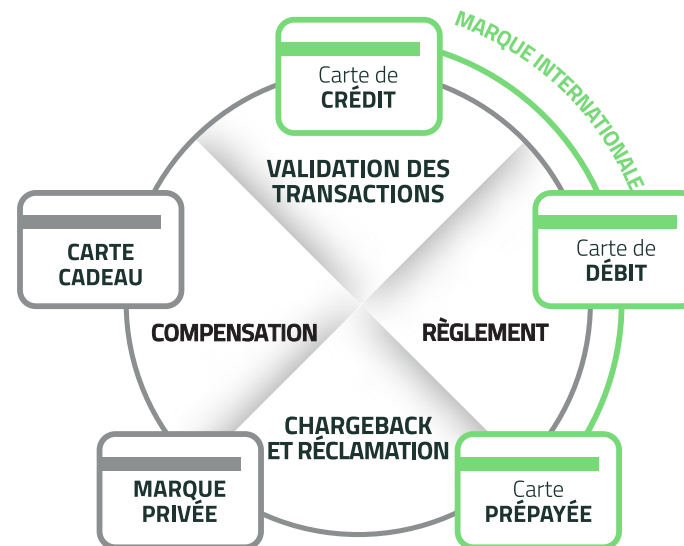 MARQUE INTERNATIONALE
Carte de
CRÉDIT
VALIDATION DES
TRANSACTIONS
CARTE
CADEAU
Carte de
DÉBIT
COMPENSATION
RÈGLEMENT
CHARGEBACK
ET RÉCLAMATION
MARQUE
PRIVÉE
Carte
PRÉPAYÉE